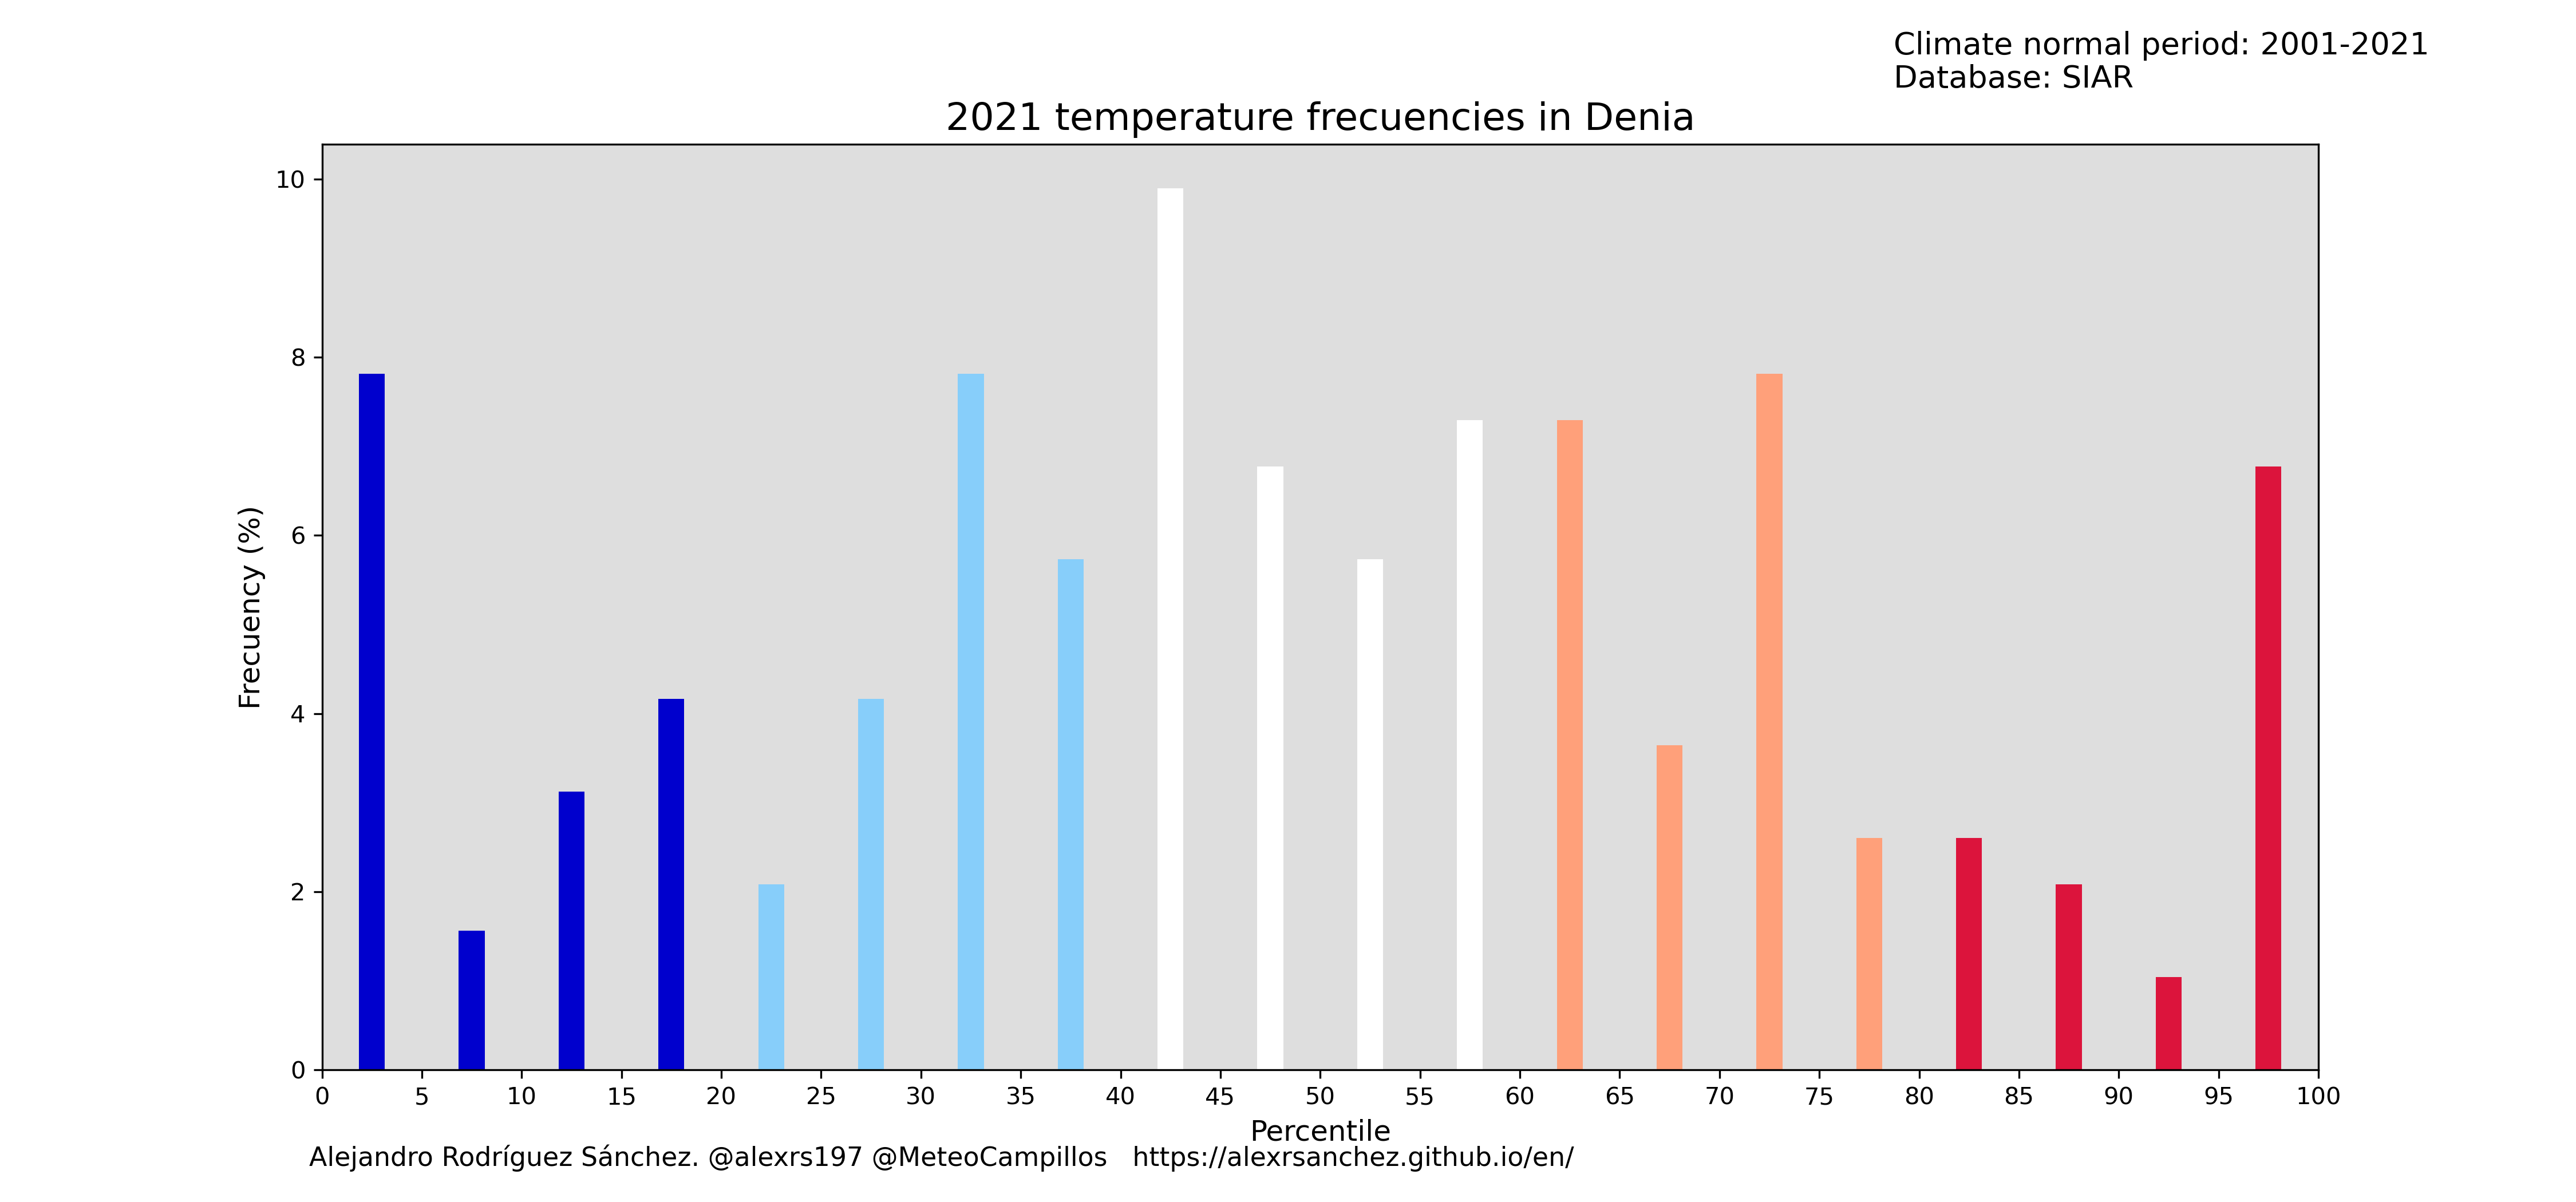 Climate normal period: 2001-2021
Database: SIAR
2021 temperature frecuencies in Denia
10
8
6
4
2
0
Frecuency (%)
0 5 10 15 20 25 30 35 40 45 50 55 60 65 70 75 80 85 90 95 100
Percentile
Alejandro Rodríguez Sánchez. @alexrs197 @MeteoCampillos https://alexrsanchez.github.io/en/